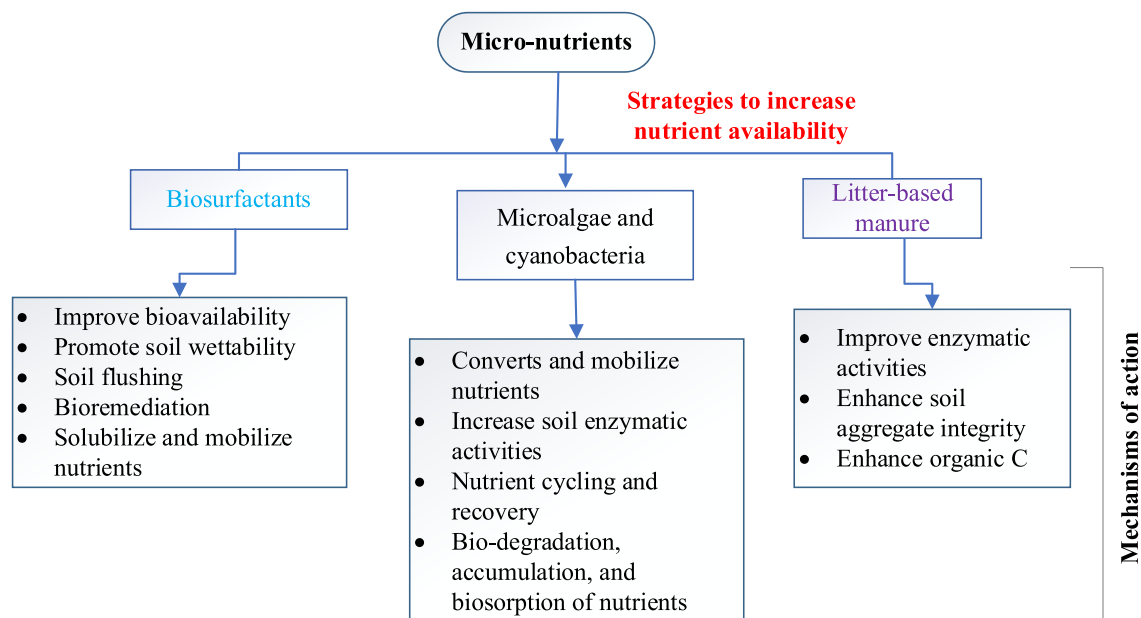 Micro-nutrients
Strategies to increase
nutrient availability
Biosurfactants
Microalgae and
cyanobacteria
Litter-based
manure
• Improve bioavailability
• Promote soil wettability
• Soil flushing
• Bioremediation
• Solubilize and mobilize
nutrients
• Converts and mobilize
nutrients
• Increase soil enzymatic
activities
• Nutrient cycling and
recovery
• Bio-degradation,
accumulation, and
biosorption of nutrients
• Improve enzymatic
activities
• Enhance soil
aggregate integrity
• Enhance organic C
Mechanisms of action